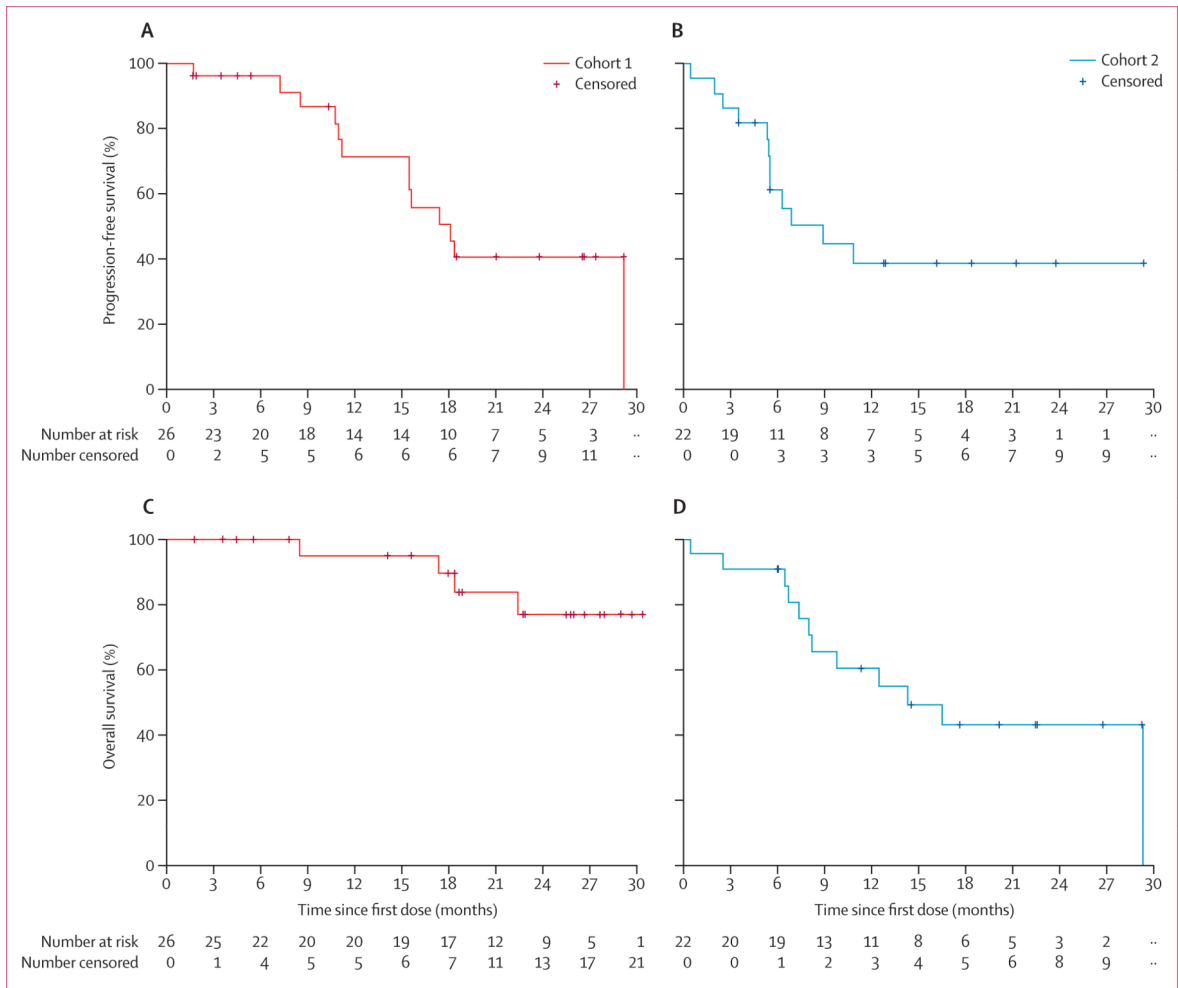 A
B
Cohort 1
Censored
Cohort 2
Censored
Progression-free survival (%)
100
80
60
40
20
0
0 3 6 9 12 15 18 21 24 27 30
0 3 6 9 12 15 18 21 24 27 30
Number at risk 26 23 20 18 14 14 10 7 5 3 ..
22 19 11 8 7 5 4 3 1 1 ..
Number censored 0 2 5 5 6 6 6 7 9 11 ..
0 0 3 3 3 5 6 7 9 9 ..
C
D
Overall survival (%)
100
80
60
40
20
0
0 3 6 9 12 15 18 21 24 27 30
0 3 6 9 12 15 18 21 24 27 30
Time since first dose (months)
Time since first dose (months)
Number at risk 26 25 22 20 20 19 17 12 9 5 1
22 20 19 13 11 8 6 5 3 2 ..
Number censored 0 1 4 5 5 6 7 11 13 17 21
0 0 1 2 3 4 5 6 8 9 ..